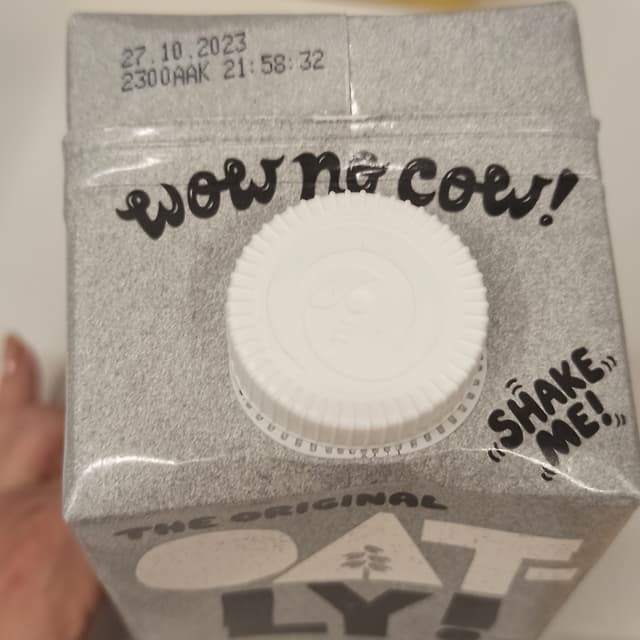 27.10.2023
2300AAK 21:58:32
wow no cow!
SHAKE
ME!
THE ORIGINAL
OAT-
LY!